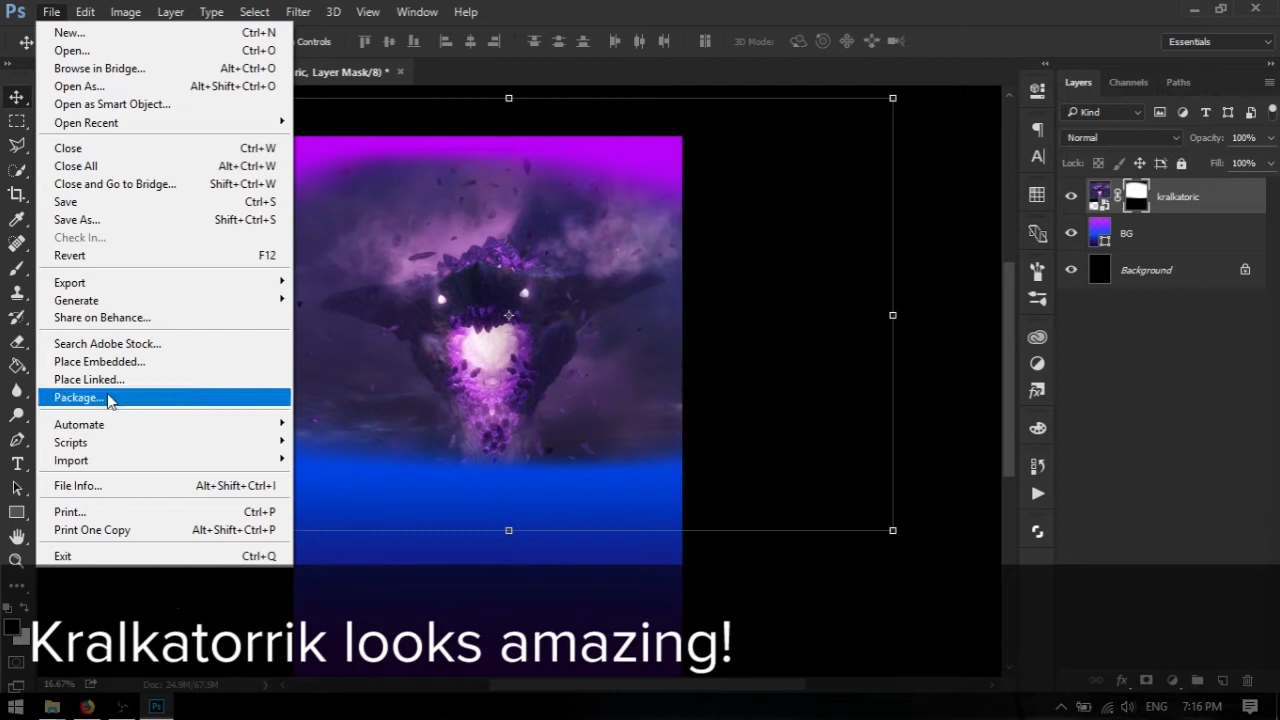 Ps File Edit Image Layer Type Select Filter 3D View Window Help
Controls 3D Mode: Essentials
ric, Layer Mask/8) * ×
New... Ctrl+N
Open... Ctrl+O
Browse in Bridge... Alt+Ctrl+O
Open As... Alt+Shift+Ctrl+O
Open as Smart Object...
Open Recent
Close Ctrl+W
Close All Alt+Ctrl+W
Close and Go to Bridge... Shift+Ctrl+W
Save Ctrl+S
Save As... Shift+Ctrl+S
Check In...
Revert F12
Export
Generate
Share on Behance...
Search Adobe Stock...
Place Embedded...
Place Linked...
Package...
Automate
Scripts
Import
File Info... Alt+Shift+Ctrl+I
Print... Ctrl+P
Print One Copy Alt+Shift+Ctrl+P
Exit Ctrl+Q
Layers Channels Paths
Kind
Normal Opacity: 100%
Lock: Fill: 100%
kralkatoric
BG
Background
Kralkatorrik looks amazing!
16.67% Doc: 24.9M/67.5M
Ps ENG 7:16 PM